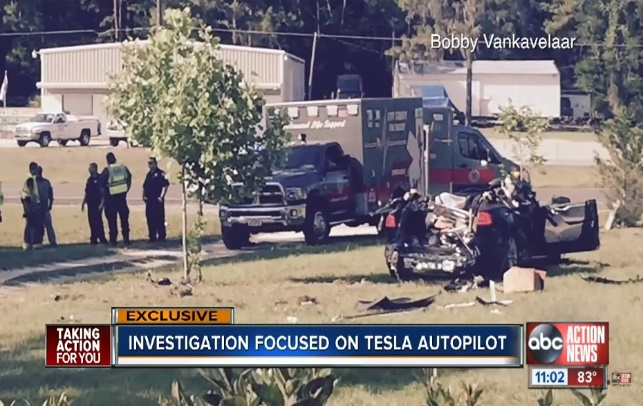 Bobby Vankavelaar
EXCLUSIVE
TAKING
ACTION
FOR YOU
INVESTIGATION FOCUSED ON TESLA AUTOPILOT
abc ACTION
NEWS
11:02 83°